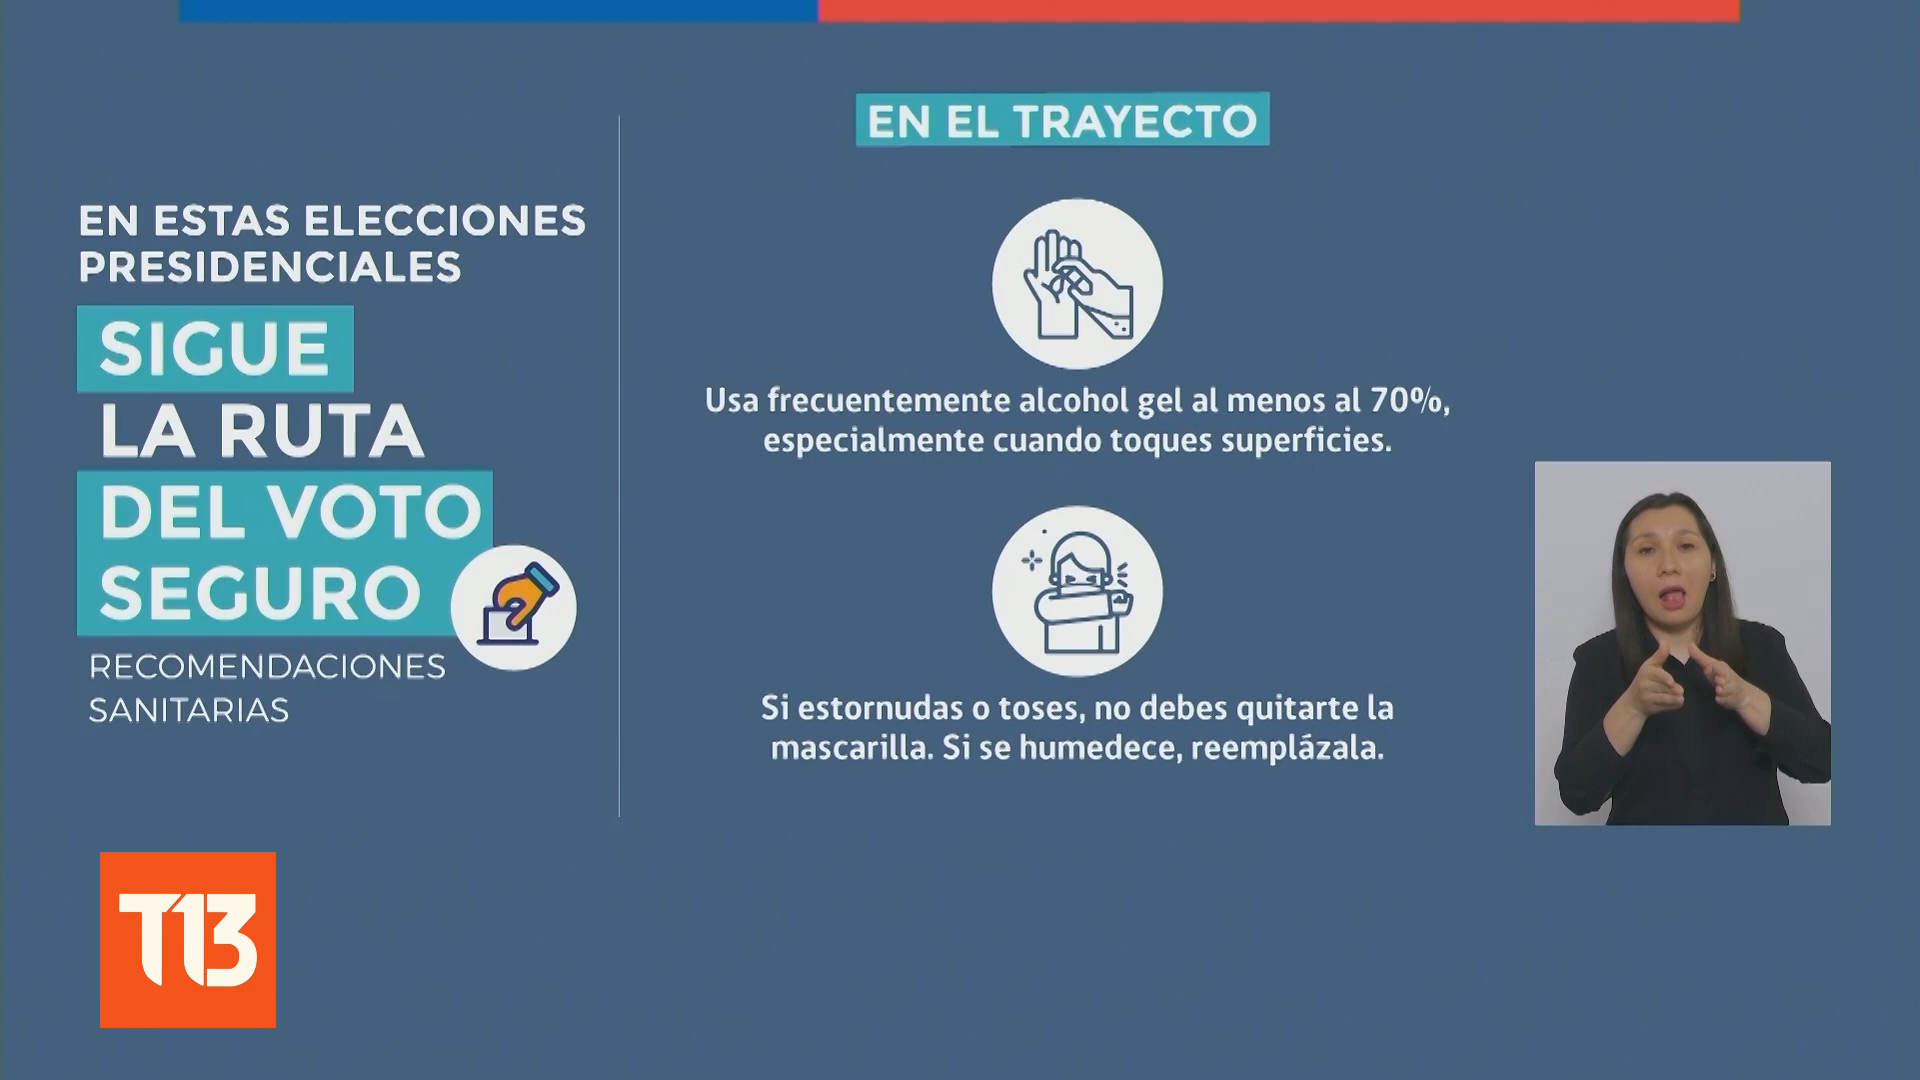 EN ESTAS ELECCIONES
PRESIDENCIALES
SIGUE
LA RUTA
DEL VOTO
SEGURO
RECOMENDACIONES
SANITARIAS
EN EL TRAYECTO
Usa frecuentemente alcohol gel al menos al 70%,
especialmente cuando toques superficies.
Si estornudas o toses, no debes quitarte la
mascarilla. Si se humedece, reemplázala.
T13